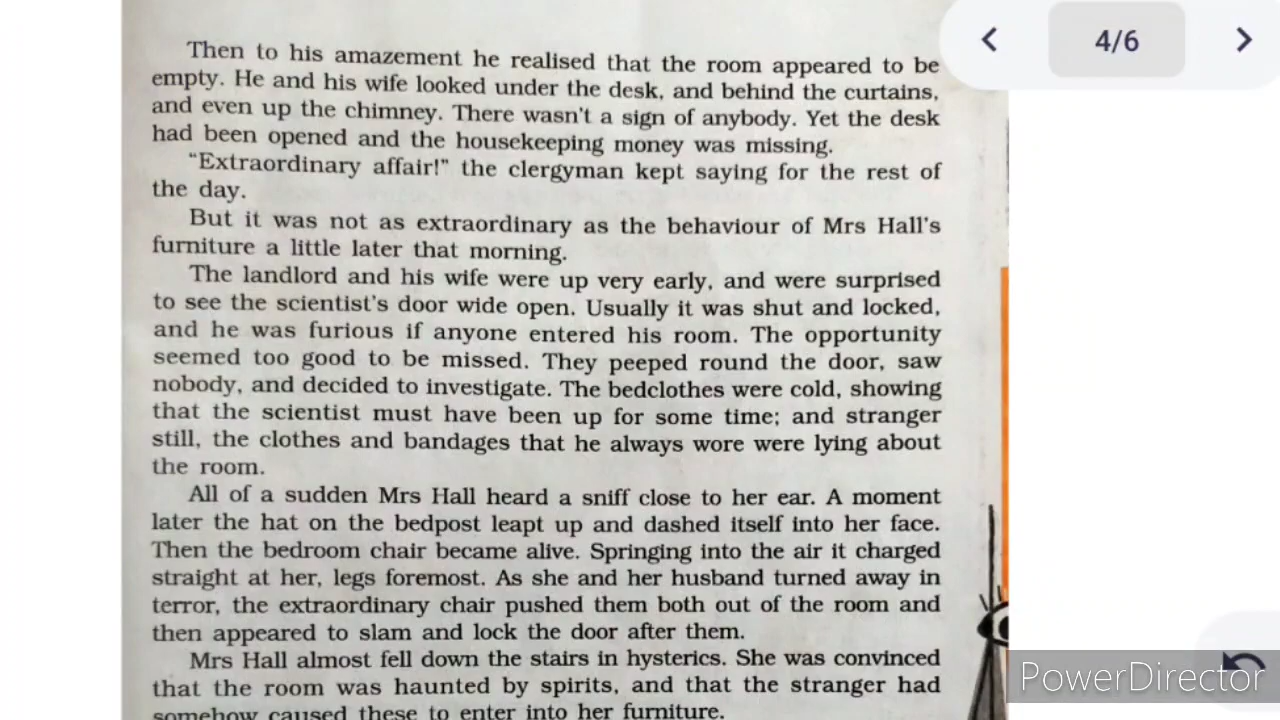 Then to his amazement he realised that the room appeared to be
empty. He and his wife looked under the desk, and behind the curtains,
and even up the chimney. There wasn't a sign of anybody. Yet the desk
had been opened and the housekeeping money was missing.
“Extraordinary affair!” the clergyman kept saying for the rest of
the day.
But it was not as extraordinary as the behaviour of Mrs Hall's
furniture a little later that morning.
The landlord and his wife were up very early, and were surprised
to see the scientist's door wide open. Usually it was shut and locked,
and he was furious if anyone entered his room. The opportunity
seemed too good to be missed. They peeped round the door, saw
nobody, and decided to investigate. The bedclothes were cold, showing
that the scientist must have been up for some time; and stranger
still, the clothes and bandages that he always wore were lying about
the room.
All of a sudden Mrs Hall heard a sniff close to her ear. A moment
later the hat on the bedpost leapt up and dashed itself into her face.
Then the bedroom chair became alive. Springing into the air it charged
straight at her, legs foremost. As she and her husband turned away in
terror, the extraordinary chair pushed them both out of the room and
then appeared to slam and lock the door after them.
Mrs Hall almost fell down the stairs in hysterics. She was convinced
that the room was haunted by spirits, and that the stranger had
somehow caused these to enter into her furniture.
4/6
PowerDirector